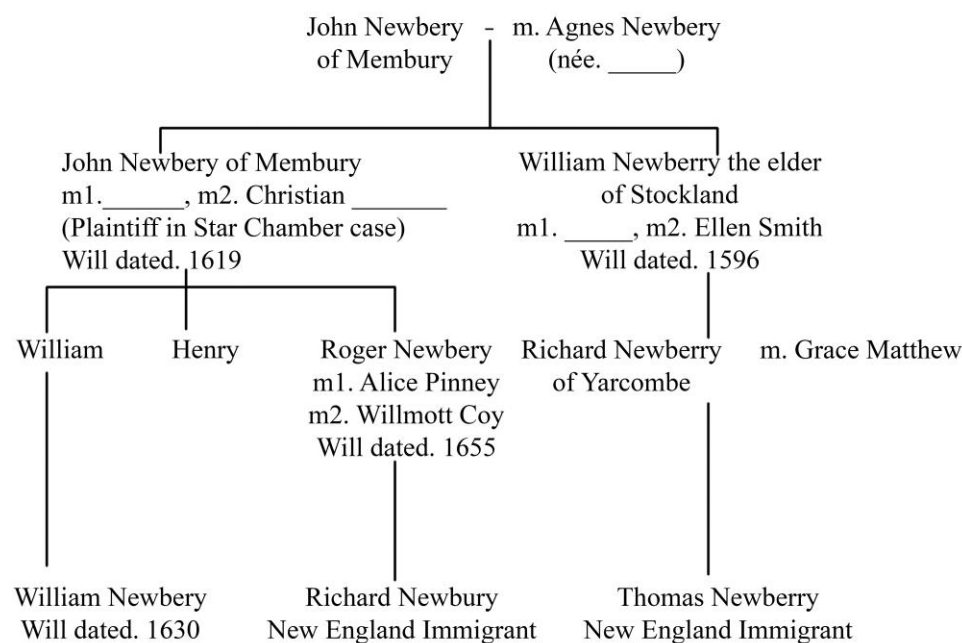 John Newbery - m. Agnes Newbery
of Membury (née. _____)
John Newbery of Membury
m1.______, m2. Christian _______
(Plaintiff in Star Chamber case)
Will dated. 1619
William Newberry the elder
of Stockland
m1. _____, m2. Ellen Smith
Will dated. 1596
William
Henry
Roger Newbery
m1. Alice Pinney
m2. Willmott Coy
Will dated. 1655
Richard Newberry m. Grace Matthew
of Yarcombe
William Newbery
Will dated. 1630
Richard Newbury
New England Immigrant
Thomas Newberry
New England Immigrant